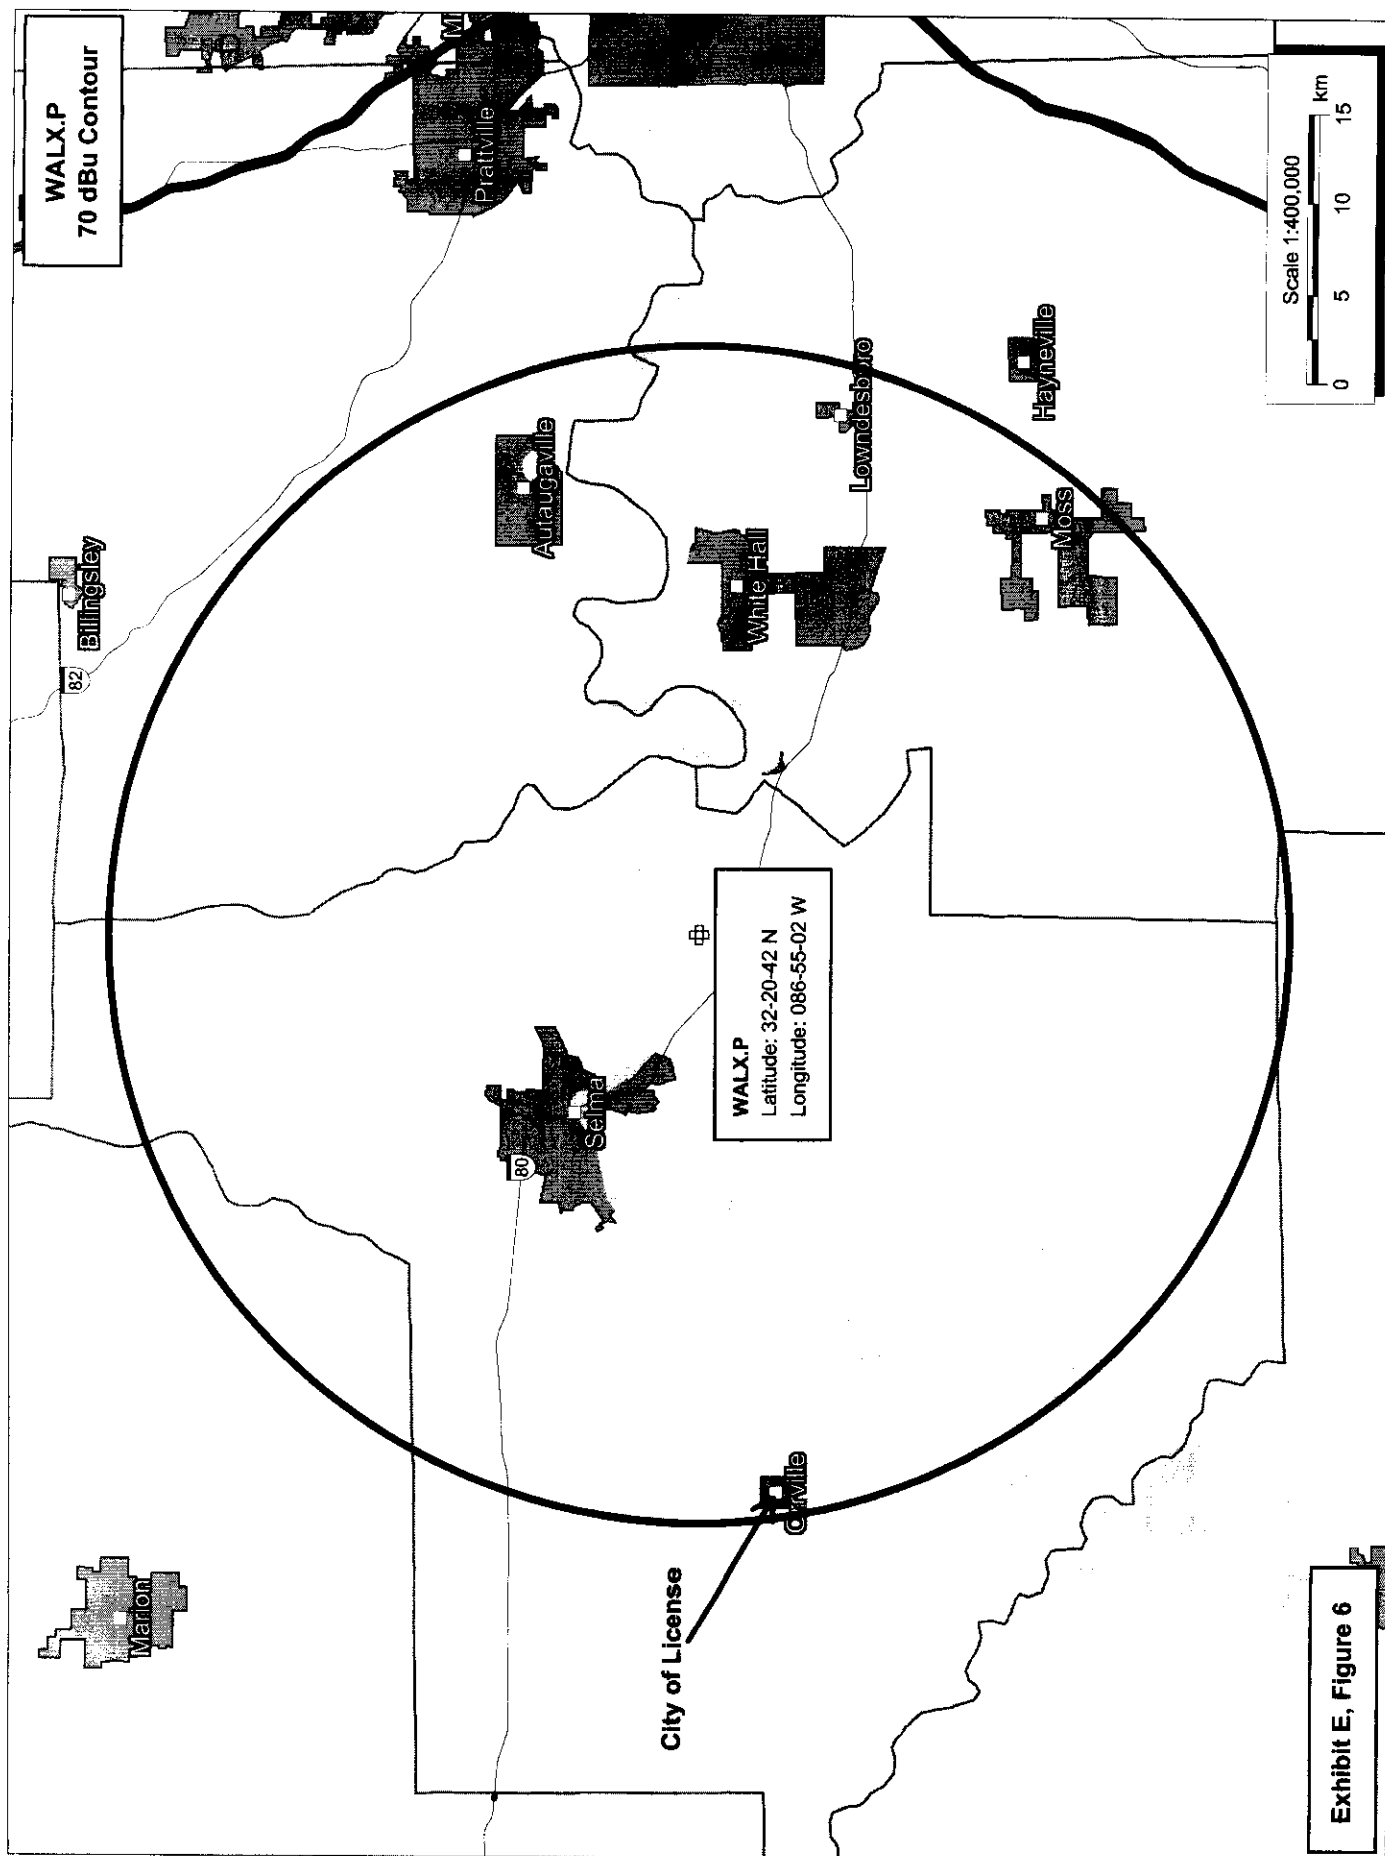 WALX.P
70 dBu Contour
Billingsley
82
Prattville
Autaugaville
Marion
80
Selma
White Hall
Lowndesboro
WALX.P
Latitude: 32-20-42 N
Longitude: 086-55-02 W
City of License
Orrville
Moss
Hayneville
Scale 1:400,000
0 5 10 15 km
Exhibit E, Figure 6